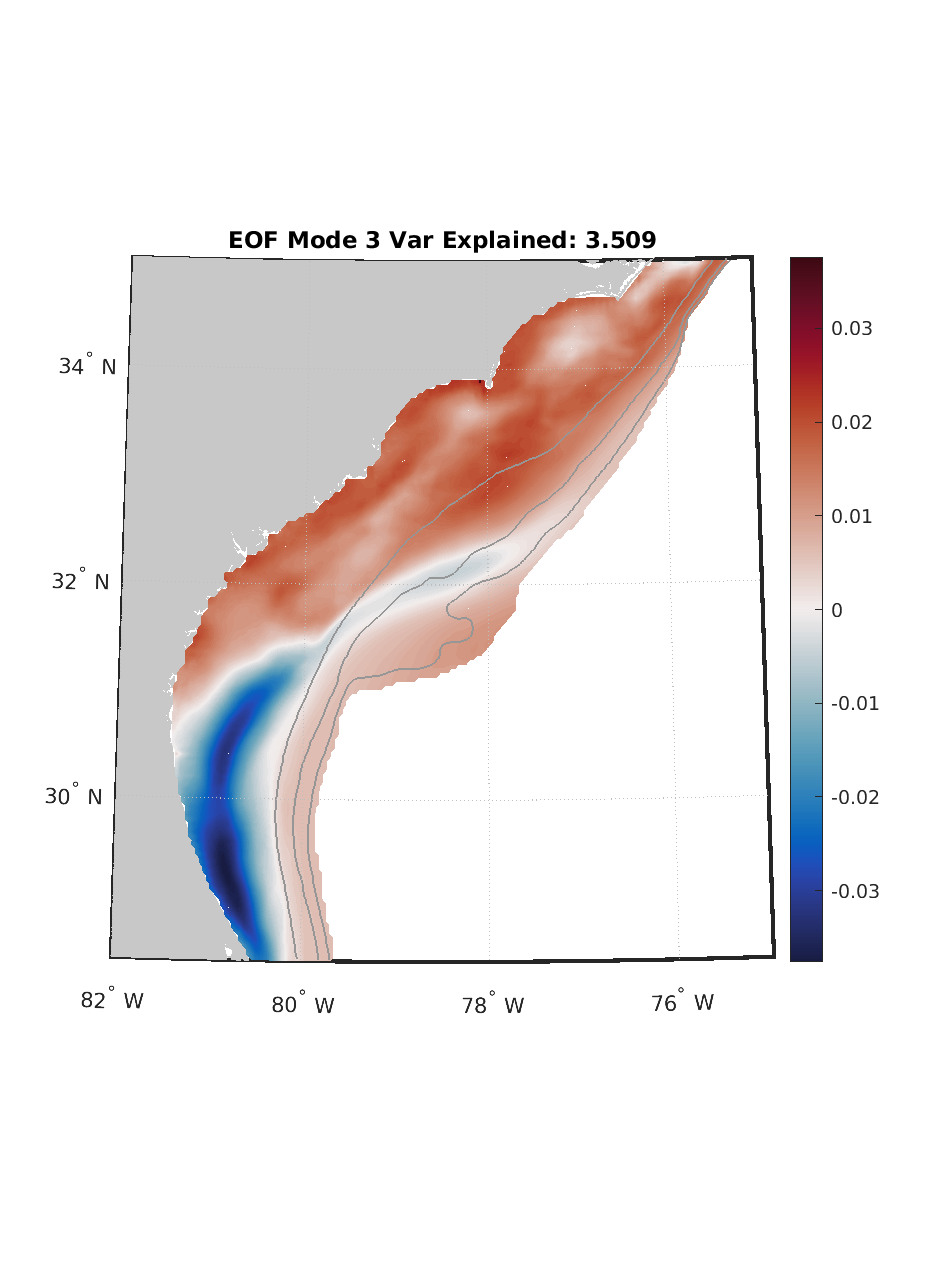 EOF Mode 3 Var Explained: 3.509
34° N
32° N
30° N
82° W
80° W
78° W
76° W
0.03
0.02
0.01
0
-0.01
-0.02
-0.03